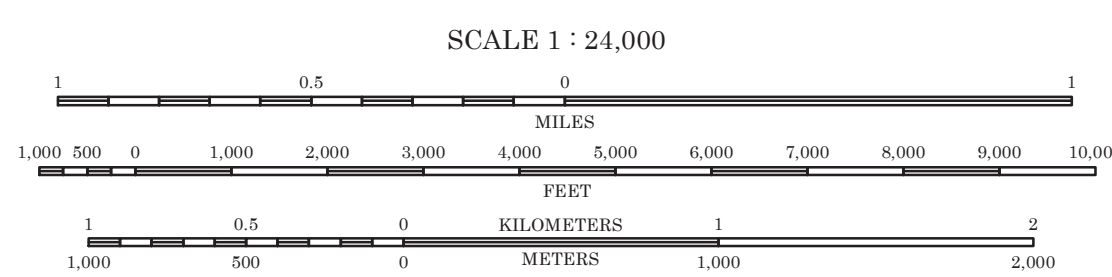 SCALE 1 : 24,000
1 0.5 0 1
MILES
1,000 500 0 1,000 2,000 3,000 4,000 5,000 6,000 7,000 8,000 9,000 10,00
FEET
1 0.5 0 KILOMETERS 1 2
1,000 500 0 METERS 1,000 2,000